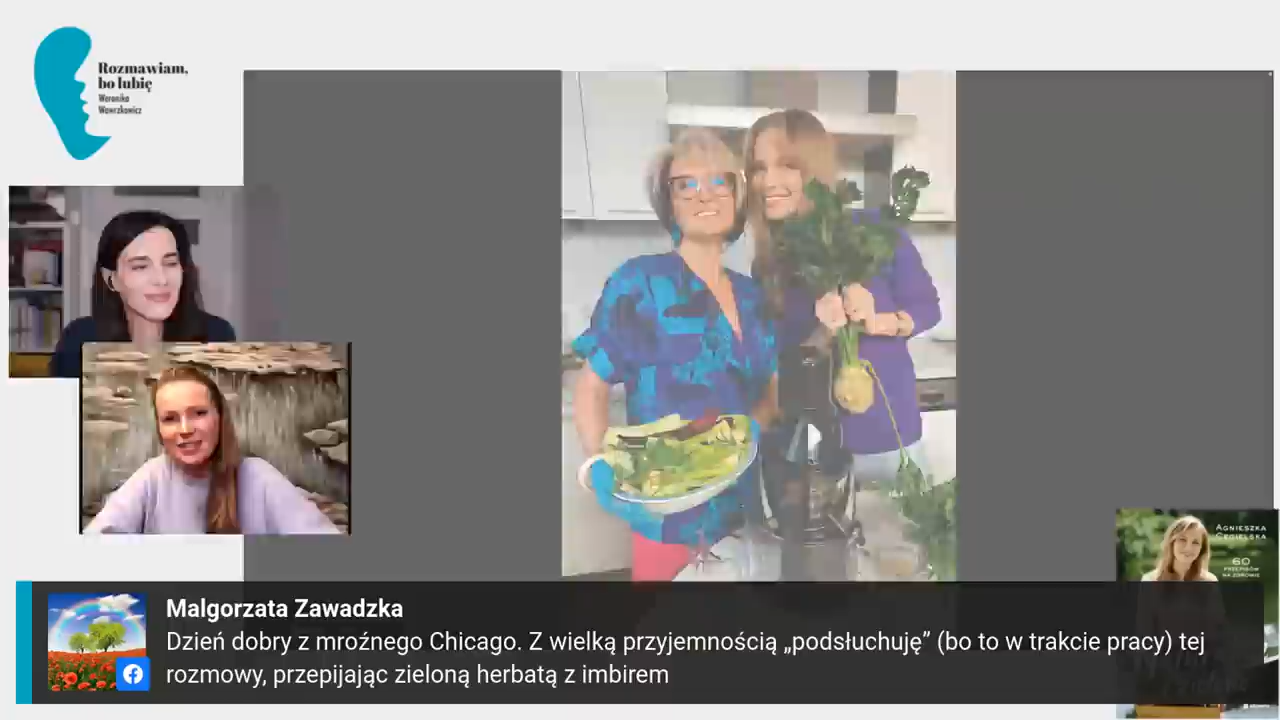 Rozmawiam,
bo lubię
Weronika
Wawrzkowicz
AGNIESZKA
CEGIELSKA
60
PRZEPISÓW
NA ZDROWIE
Malgorzata Zawadzka
Dzień dobry z mroźnego Chicago. Z wielką przyjemnością „podsłuchuję” (bo to w trakcie pracy) tej
rozmowy, przepijając zieloną herbatą z imbirem